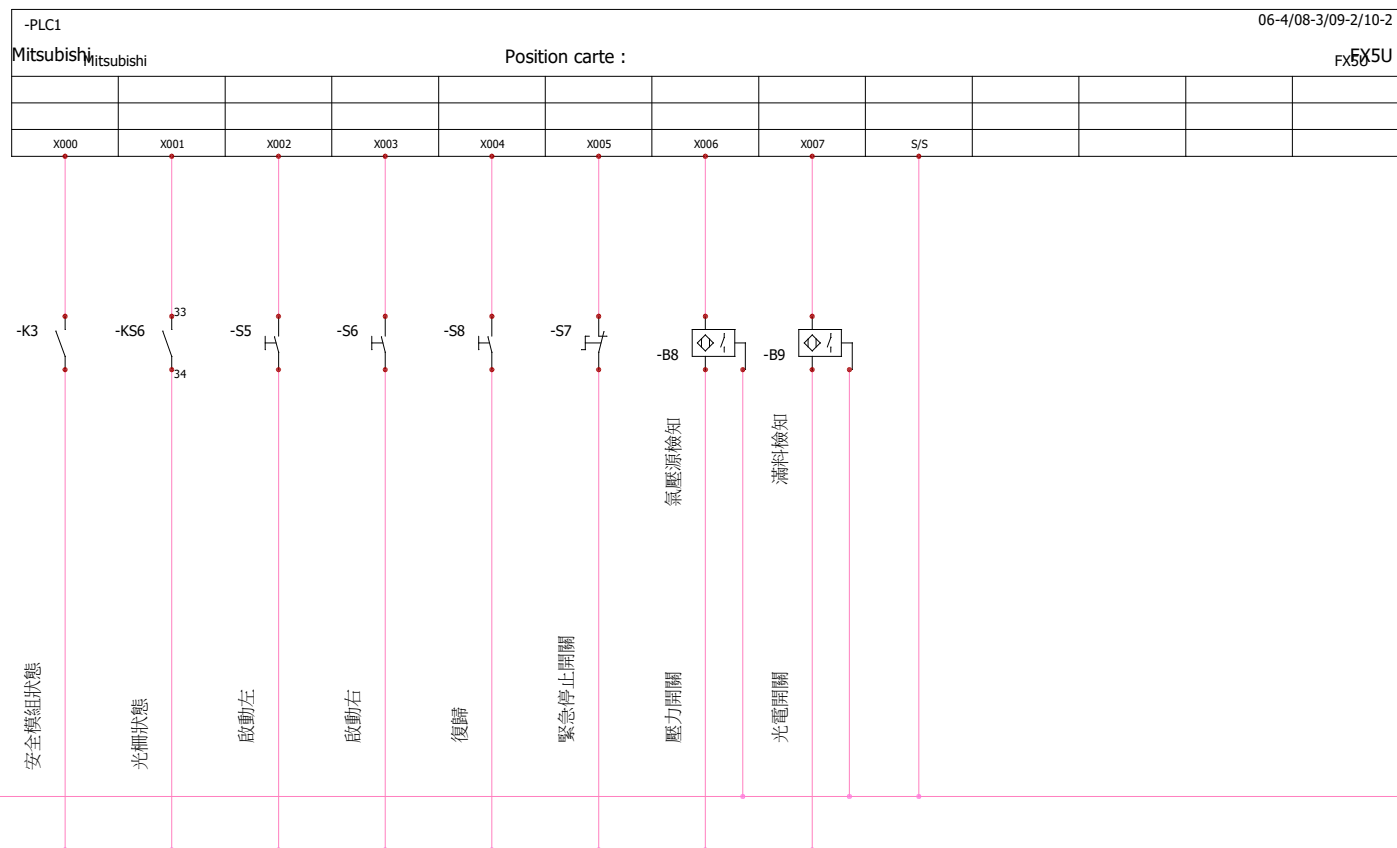 -PLC1
06-4/08-3/09-2/10-2
Mitsubishi
Mitsubishi
Position carte :
FX5U
FX5U
X000
X001
X002
X003
X004
X005
X006
X007
S/S
33
-K3
-KS6
-S5
-S6
-S8
-S7
-B8
-B9
34
氣壓源檢知
滿料檢知
安全模組狀態
光柵狀態
啟動左
啟動右
復歸
緊急停止開關
壓力開關
光電開關